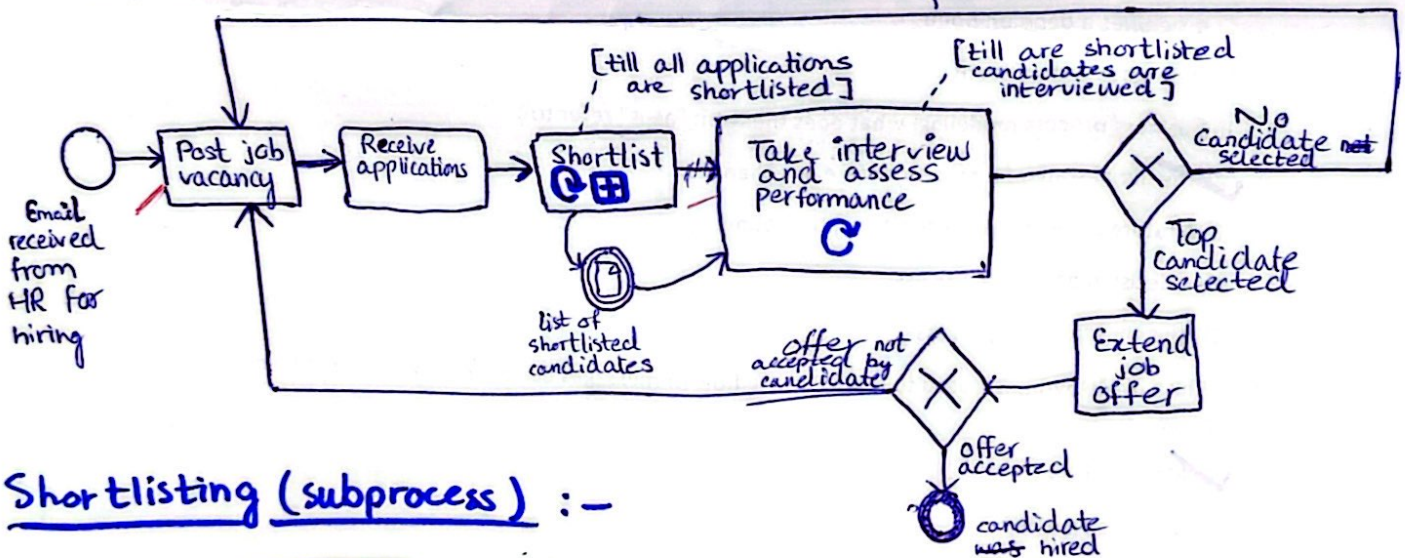 [till all applications
are shortlisted]
[till are shortlisted
candidates are
interviewed]
Post job
vacancy
Receive
applications
Shortlist
Take interview
and assess
performance
No
candidate not
selected
Email
received
from
HR for
hiring
Top
candidate
selected
list of
shortlisted
candidates
offer not
accepted by
candidate
Extend
job
offer
offer
accepted
candidate
was hired
Shortlisting (subprocess) :-